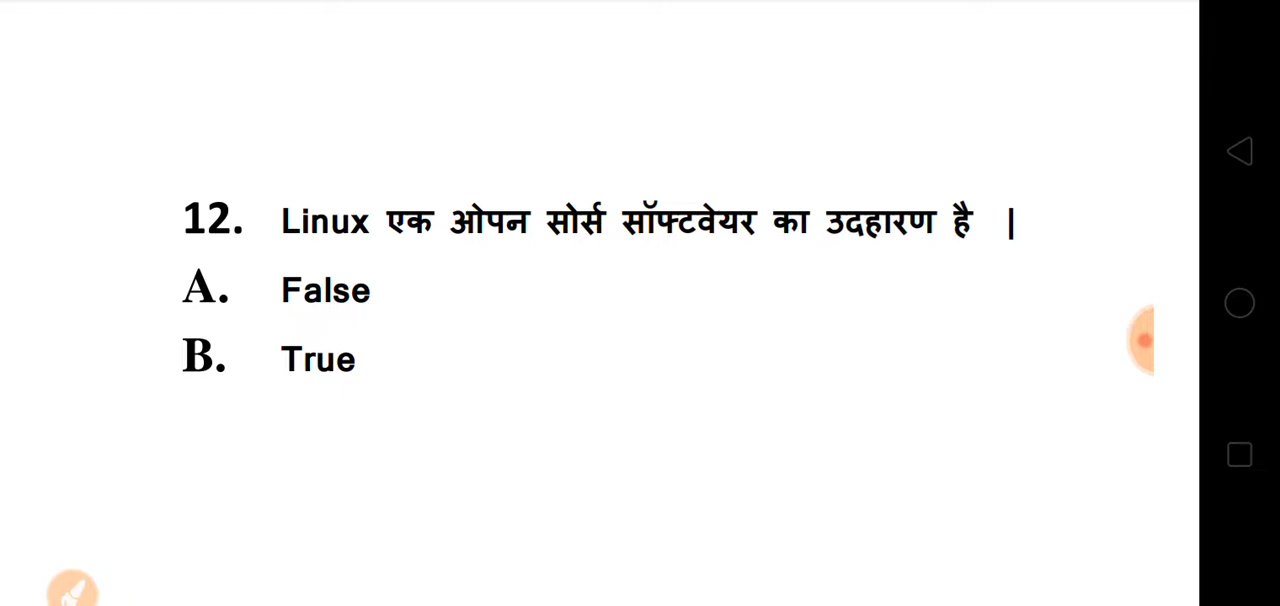 12. Linux एक ओपन सोर्स सॉफ्टवेयर का उदहारण है |
A. False
B. True